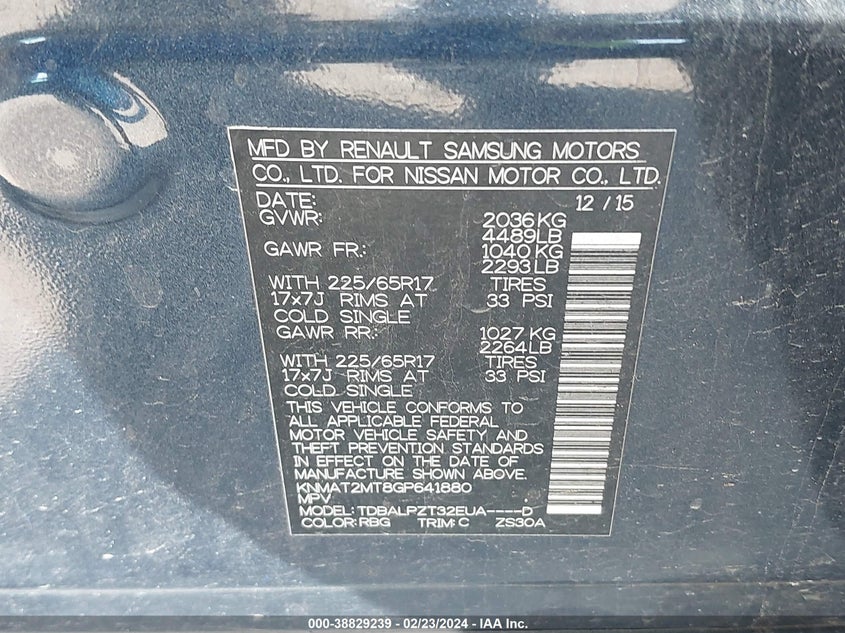 MFD BY RENAULT SAMSUNG MOTORS
CO., LTD. FOR NISSAN MOTOR CO., LTD.
DATE: 12 / 15
GVWR: 2036KG
4489LB
GAWR FR.: 1040 KG
2293LB
WITH 225/65R17 TIRES
17x7J RIMS AT 33 PSI
COLD SINGLE
GAWR RR.: 1027 KG
2264LB
WITH 225/65R17 TIRES
17x7J RIMS AT 33 PSI
COLD SINGLE
THIS VEHICLE CONFORMS TO
ALL APPLICABLE FEDERAL
MOTOR VEHICLE SAFETY AND
THEFT PREVENTION STANDARDS
IN EFFECT ON THE DATE OF
MANUFACTURE SHOWN ABOVE.
KNMAT2MT8GP641880
MPV
MODEL: TDBALPZT32EUA----D
COLOR: RBG TRIM: C ZS30A
000-38829239 - 02/23/2024 - IAA Inc.